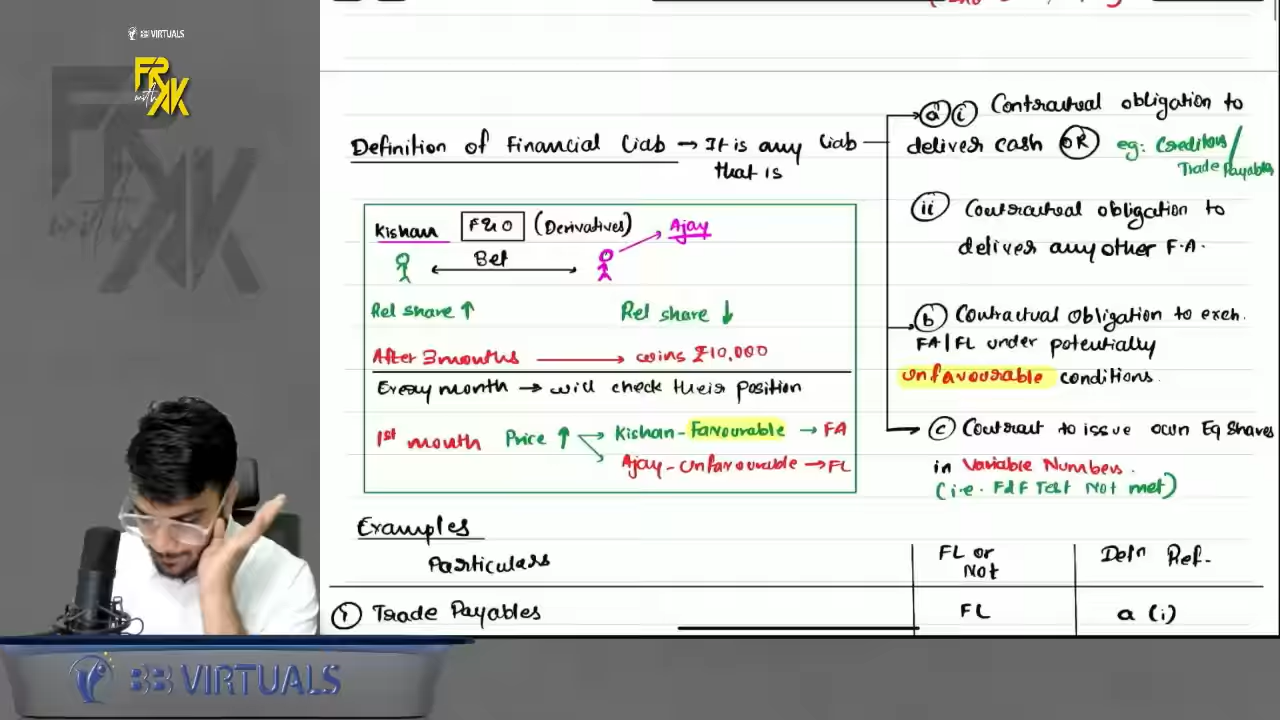 BB VIRTUALS
FR
with
KK
Definition of Financial Liab → It is any Liab
that is
a i Contractual obligation to
deliver cash OR eg: Creditors/
Trade Payables
ii Contractual obligation to
deliver any other F.A.
b Contractual Obligation to exch.
FA|FL under potentially
Unfavourable conditions.
c Contract to issue own Eq Shares
in Variable Numbers.
(i.e. FdF Test Not met)
Kishan F&O (Derivatives) Ajay
Bet
Rel share ↑ Rel share ↓
After 3 months → wins ₹10,000
Every month → will check their position
1st month Price ↑ Kishan - Favourable → FA
Ajay - Unfavourable → FL
Examples
Particulars FL or Not Defn Ref.
1 Trade Payables FL a (i)
BB VIRTUALS